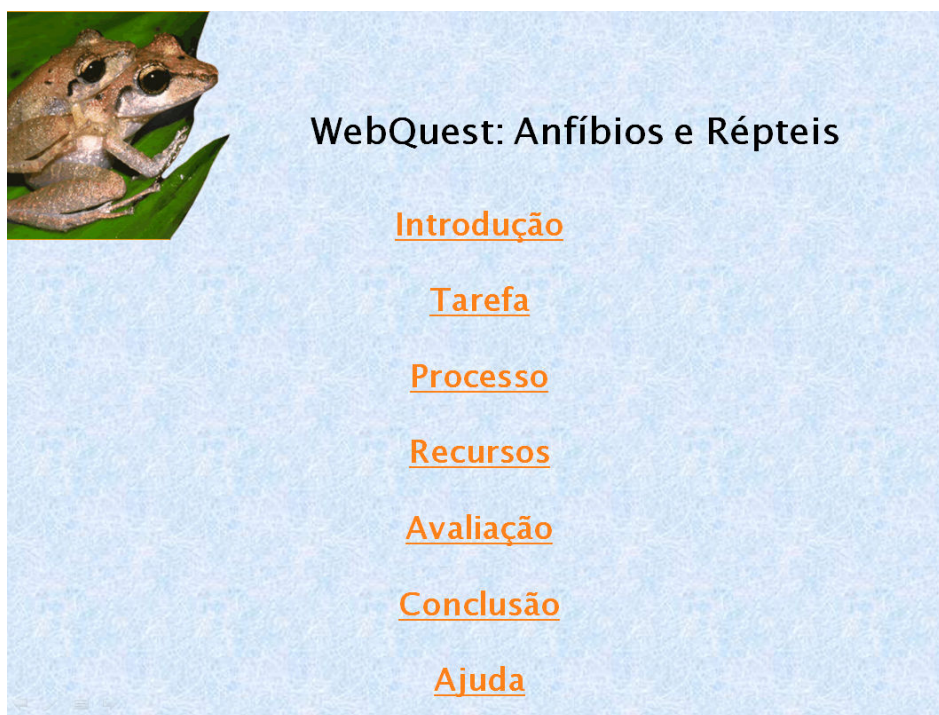 WebQuest: Anfíbios e Répteis
Introdução
Tarefa
Processo
Recursos
Avaliação
Conclusão
Ajuda